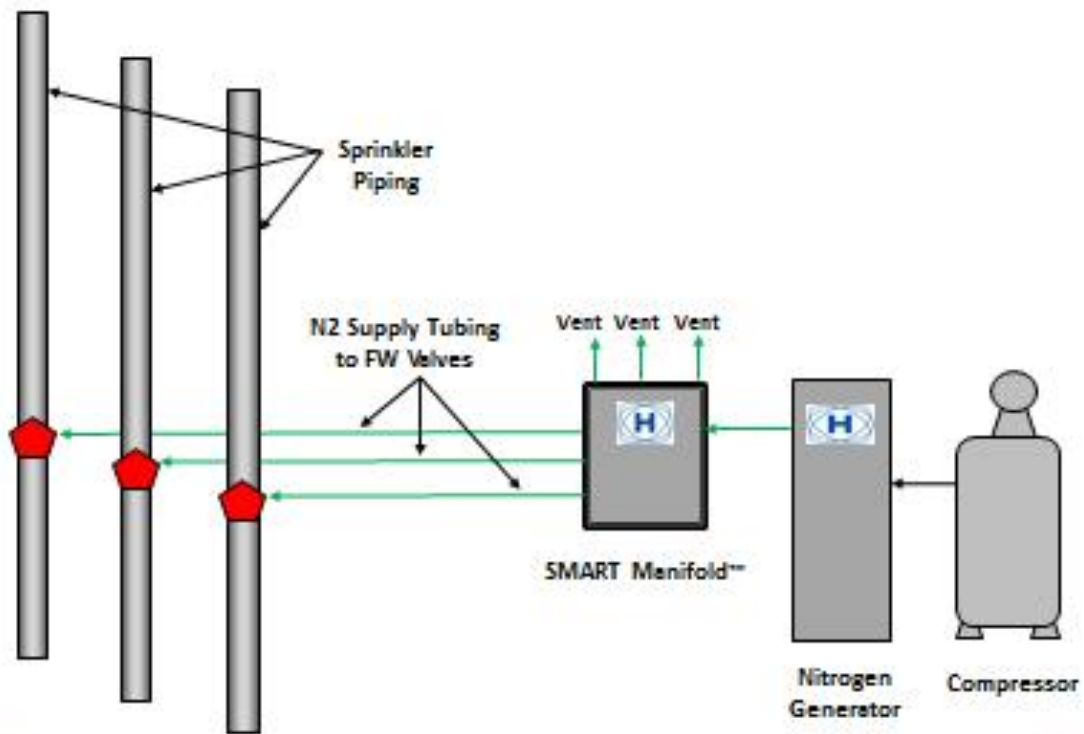 Sprinkler
Piping
N2 Supply Tubing
to FW Valves
Vent Vent Vent
H
H
SMART Manifold™
Nitrogen
Generator
Compressor